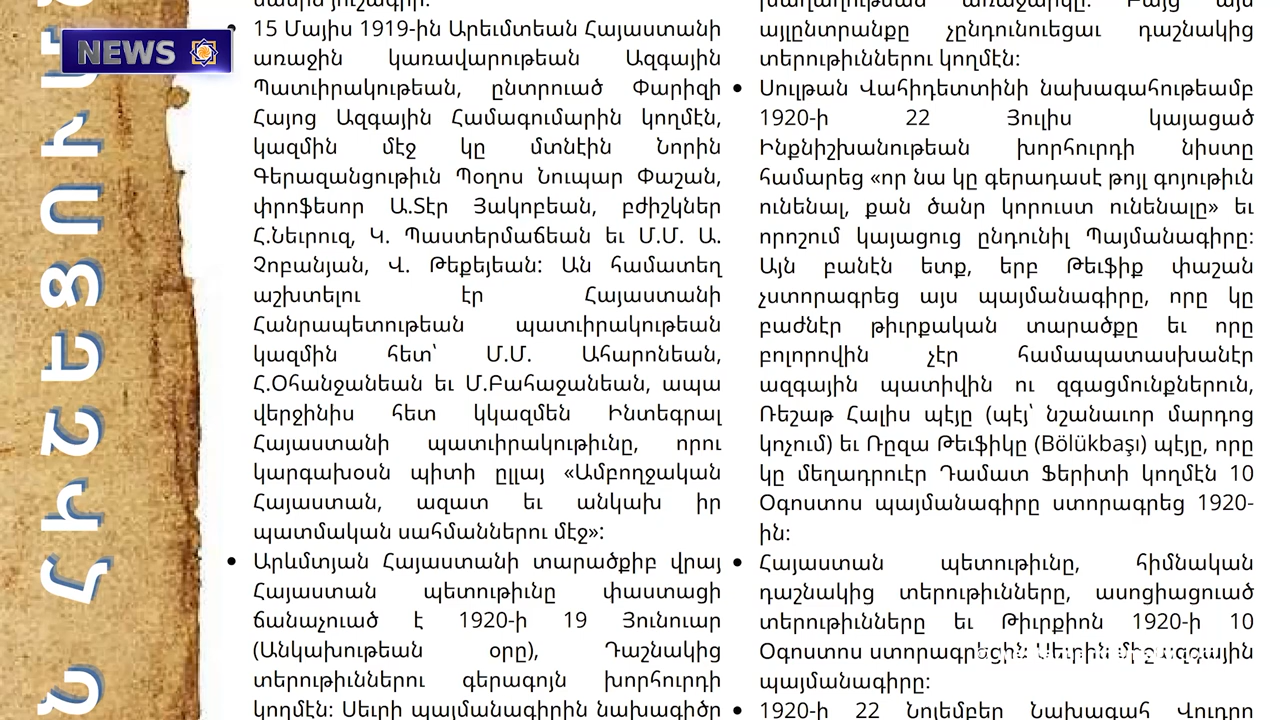 NEWS
15 Մայիս 1919-ին Արեւմտեան Հայաստանի
առաջին կառավարութեան Ազգային
Պատւիրակութեան, ընտրուած Փարիզի
Հայոց Ազգային Համագումարին կողմէն,
կազմին մէջ կը մտնէին Նորին
Գերազանցութիւն Պօղոս Նուպար Փաշան,
փրոֆեսոր Ա.Տէր Յակոբեան, բժիշկներ
Հ.Նեւրուզ, Կ. Պաստերմաճեան եւ Մ.Մ. Ա.
Չոբանյան, Վ. Թեքեյեան: Ան համատեղ
աշխտելու էր Հայաստանի
Հանրապետութեան պատւիրակութեան
կազմին հետ՝ Մ.Մ. Ահարոնեան,
Հ.Օհանջանեան եւ Մ.Բահաջանեան, ապա
վերջինիս հետ կկազմեն Ինտեգրալ
Հայաստանի պատւիրակութիւնը, որու
կարգախօսն պիտի ըլլայ «Ամբողջական
Հայաստան, ազատ եւ անկախ իր
պատմական սահմաններու մէջ»:
Արևմտյան Հայաստանի տարածքիբ վրայ
Հայաստան պետութիւնը փաստացի
ճանաչուած է 1920-ի 19 Յունուար
(Անկախութեան օրը), Դաշնակից
տերութիւններու գերագոյն խորհուրդի
կողմէն: Սեւրի պայմանագիրին նախագիծը
այլընտրանքը չընդունուեցաւ դաշնակից
տերութիւններու կողմէն:
Սուլթան Վահիդետտինի նախագահութեամբ
1920-ի 22 Յուլիս կայացած
Ինքնիշխանութեան խորհուրդի նիստը
համարեց «որ նա կը գերադասէ թոյլ գոյութիւն
ունենալ, քան ծանր կորուստ ունենալը» եւ
որոշում կայացուց ընդունիլ Պայմանագիրը:
Այն բանէն ետք, երբ Թեւֆիք փաշան
չստորագրեց այս պայմանագիրը, որը կը
բաժնէր թիւրքական տարածքը եւ որը
բոլորովին չէր համապատասխանէր
ազգային պատիվին ու զգացմունքներուն,
Ռեշաթ Հալիս պէյը (պէյ՝ նշանաւոր մարդոց
կոչում) եւ Ռըզա Թեւֆիկը (Bölükbaşı) պէյը, որը
կը մեղադրուէր Դամատ Ֆերիտի կողմէն 10
Օգոստոս պայմանագիրը ստորագրեց 1920-
ին:
Հայաստան պետութիւնը, հիմնական
դաշնակից տերութիւնները, ասոցիացուած
տերութիւնները եւ Թիւրքիոն 1920-ի 10
Օգոստոս ստորագրեցին Սեւրի միջազգային
պայմանագիրը:
1920-ի 22 Նոյեմբեր Նախագահ Վուդրո